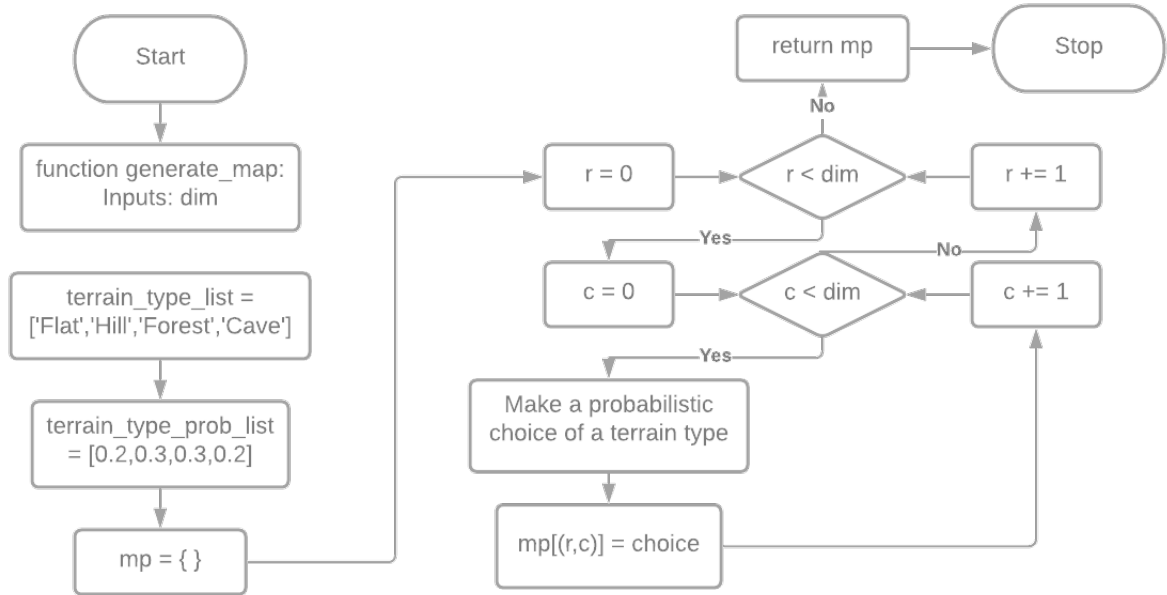 Start
function generate_map:
Inputs: dim
terrain_type_list =
['Flat','Hill','Forest','Cave']
terrain_type_prob_list
= [0.2,0.3,0.3,0.2]
mp = { }
return mp
Stop
No
r = 0
r < dim
r += 1
Yes
No
c = 0
c < dim
c += 1
Yes
Make a probabilistic
choice of a terrain type
mp[(r,c)] = choice